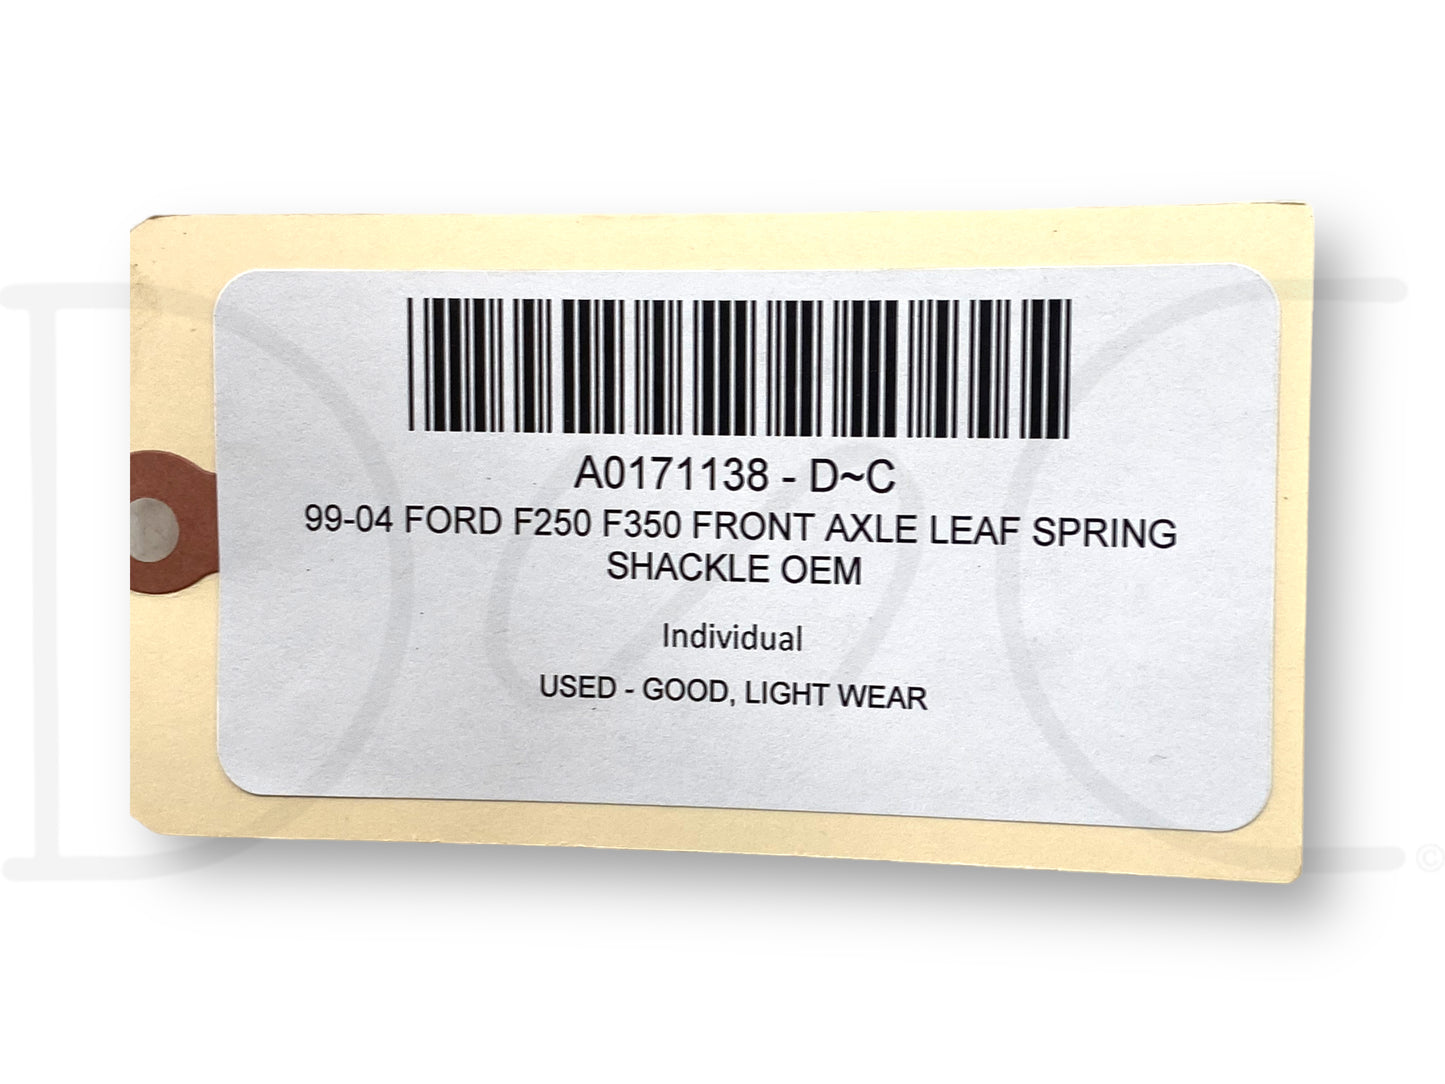 A0171138 - D~C
99-04 FORD F250 F350 FRONT AXLE LEAF SPRING
SHACKLE OEM
Individual
USED - GOOD, LIGHT WEAR
D~C
©